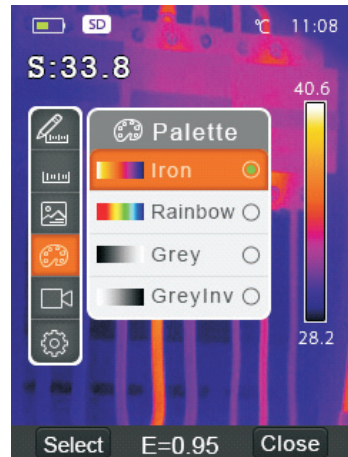 SD ℃ 11:08
S:33.8
40.6
Palette
Iron
Rainbow
Grey
GreyInv
28.2
Select E=0.95 Close